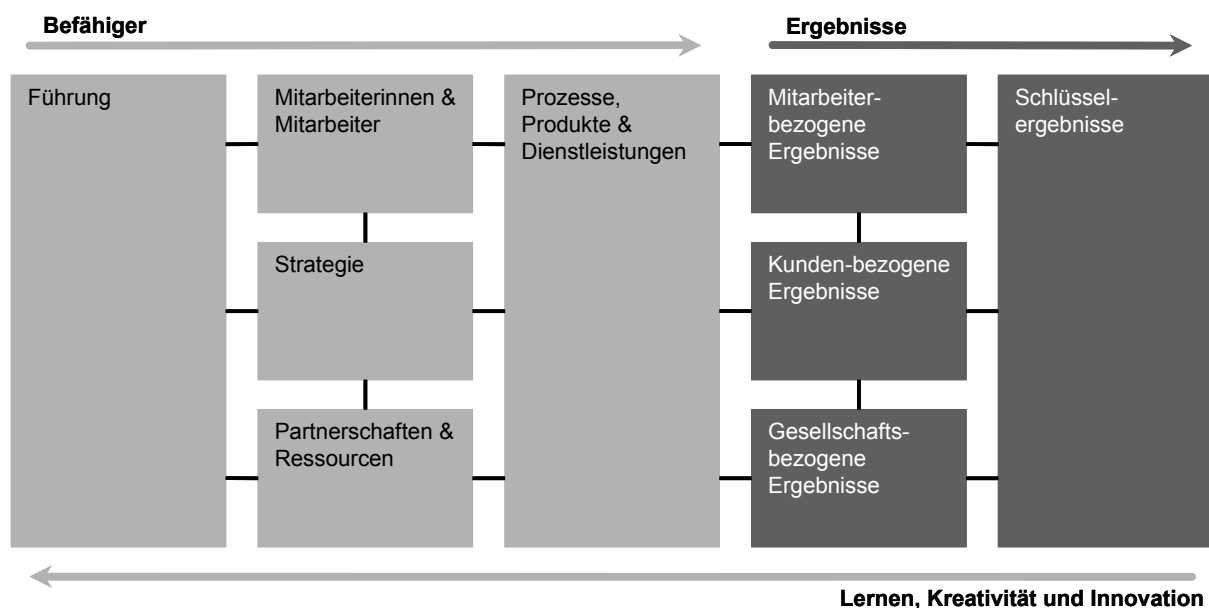 Befähiger
Ergebnisse
Führung
Mitarbeiterinnen &
Mitarbeiter
Prozesse,
Produkte &
Dienstleistungen
Mitarbeiter-
bezogene
Ergebnisse
Schlüssel-
ergebnisse
Strategie
Kunden-bezogene
Ergebnisse
Partnerschaften &
Ressourcen
Gesellschafts-
bezogene
Ergebnisse
Lernen, Kreativität und Innovation